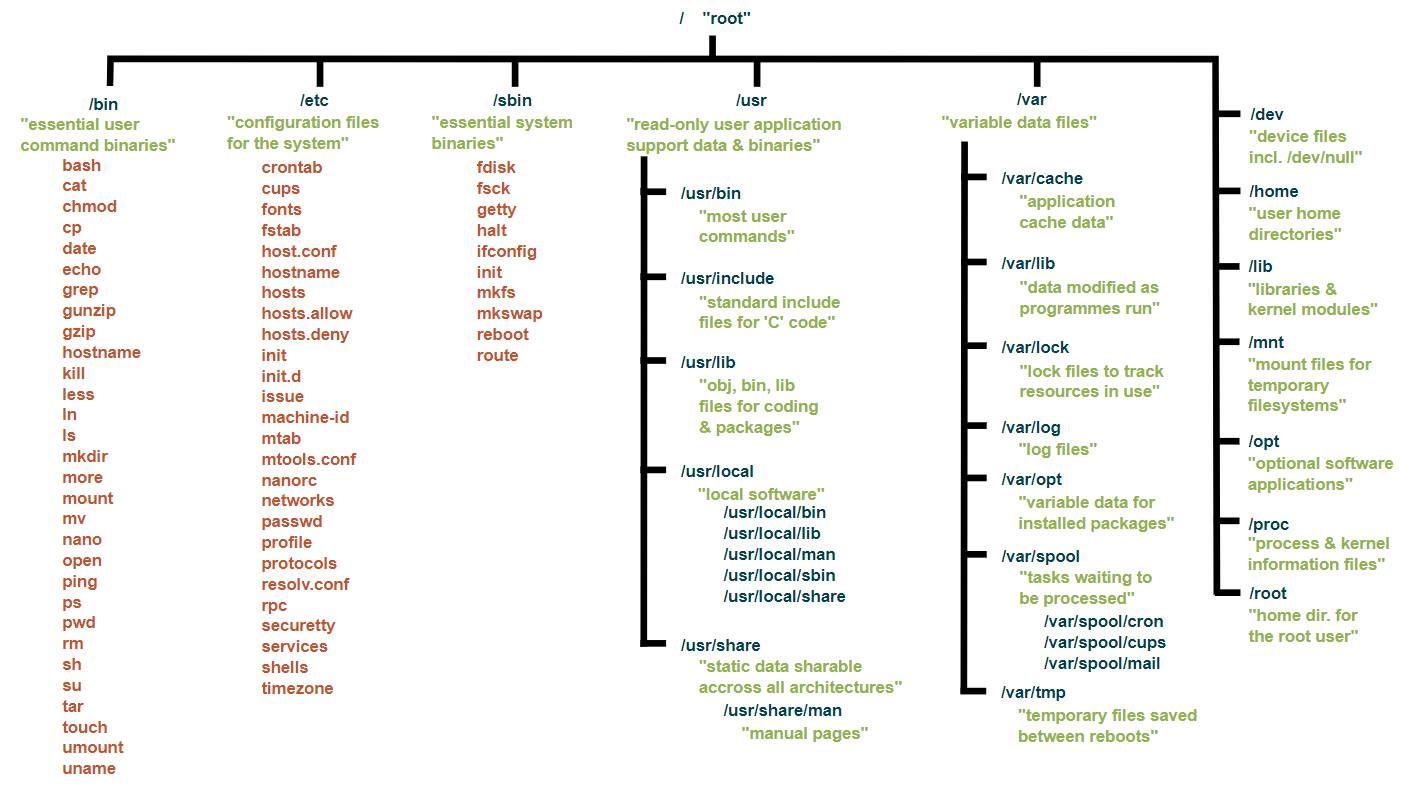 / "root"
/bin
"essential user
command binaries"
bash
cat
chmod
cp
date
echo
grep
gunzip
gzip
hostname
kill
less
ln
ls
mkdir
more
mount
mv
nano
open
ping
ps
pwd
rm
sh
su
tar
touch
umount
uname
/etc
"configuration files
for the system"
crontab
cups
fonts
fstab
host.conf
hostname
hosts
hosts.allow
hosts.deny
init
init.d
issue
machine-id
mtab
mtools.conf
nanorc
networks
passwd
profile
protocols
resolv.conf
rpc
securetty
services
shells
timezone
/sbin
"essential system
binaries"
fdisk
fsck
getty
halt
ifconfig
init
mkfs
mkswap
reboot
route
/usr
"read-only user application
support data & binaries"
/usr/bin
"most user
commands"
/usr/include
"standard include
files for 'C' code"
/usr/lib
"obj, bin, lib
files for coding
& packages"
/usr/local
"local software"
/usr/local/bin
/usr/local/lib
/usr/local/man
/usr/local/sbin
/usr/local/share
/usr/share
"static data sharable
accross all architectures"
/usr/share/man
"manual pages"
/var
"variable data files"
/var/cache
"application
cache data"
/var/lib
"data modified as
programmes run"
/var/lock
"lock files to track
resources in use"
/var/log
"log files"
/var/opt
"variable data for
installed packages"
/var/spool
"tasks waiting to
be processed"
/var/spool/cron
/var/spool/cups
/var/spool/mail
/var/tmp
"temporary files saved
between reboots"
/dev
"device files
incl. /dev/null"
/home
"user home
directories"
/lib
"libraries &
kernel modules"
/mnt
"mount files for
temporary
filesystems"
/opt
"optional software
applications"
/proc
"process & kernel
information files"
/root
"home dir. for
the root user"